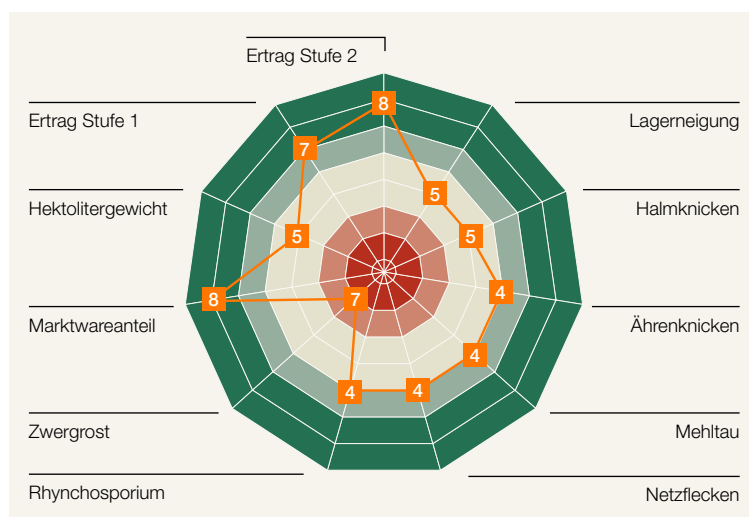 Ertrag Stufe 2
Ertrag Stufe 1
Lagerneigung
Hektolitergewicht
Halmknicken
Marktwareanteil
Ährenknicken
Zwergrost
Mehltau
Rhynchosporium
Netzflecken
8
7
5
5
5
8
4
7
4
4
4